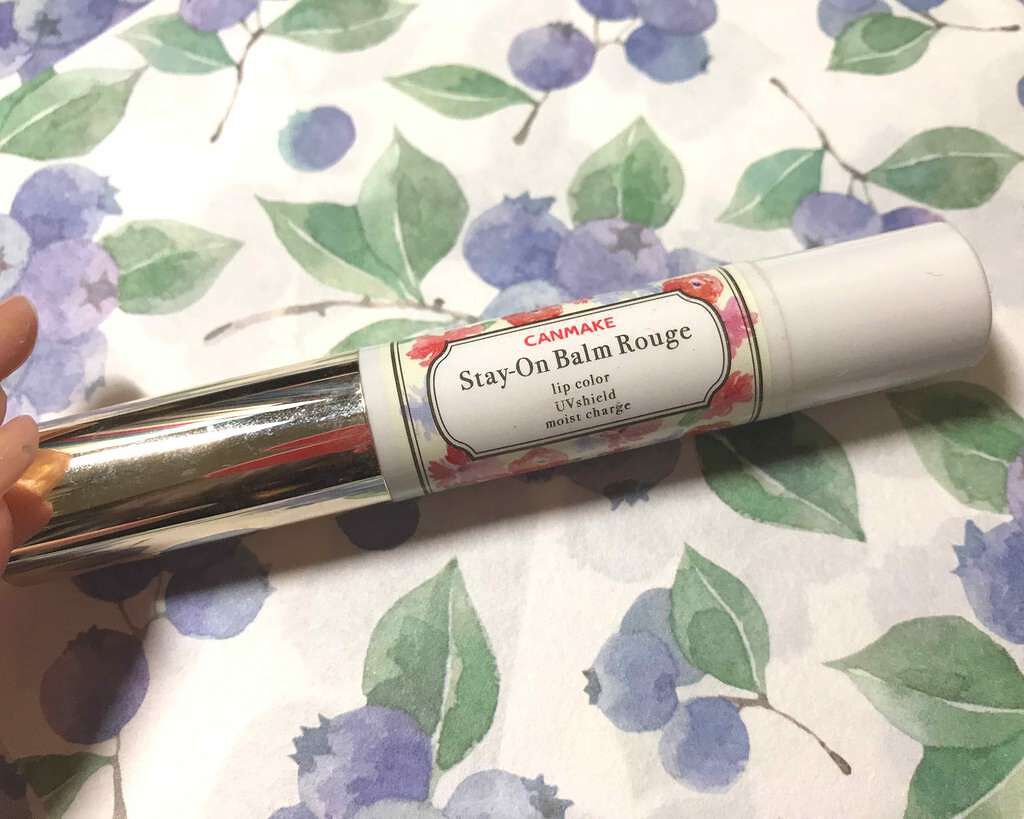 CANMAKE
Stay-On Balm Rouge
lip color
UVshield
moist charge